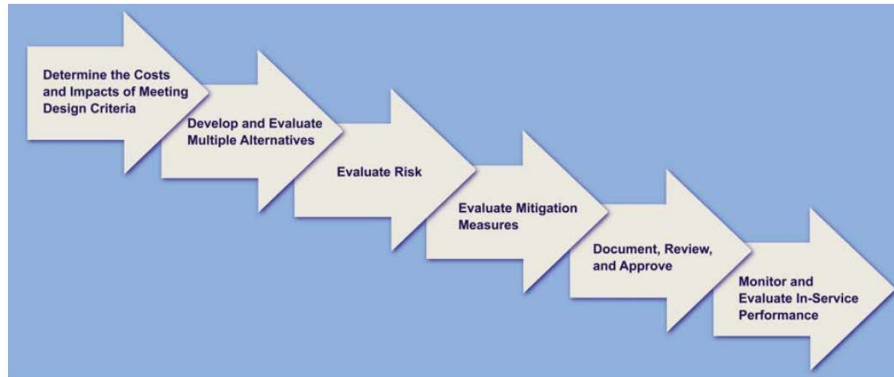 Determine the Costs
and Impacts of Meeting
Design Criteria
Develop and Evaluate
Multiple Alternatives
Evaluate Risk
Evaluate Mitigation
Measures
Document, Review,
and Approve
Monitor and
Evaluate In-Service
Performance